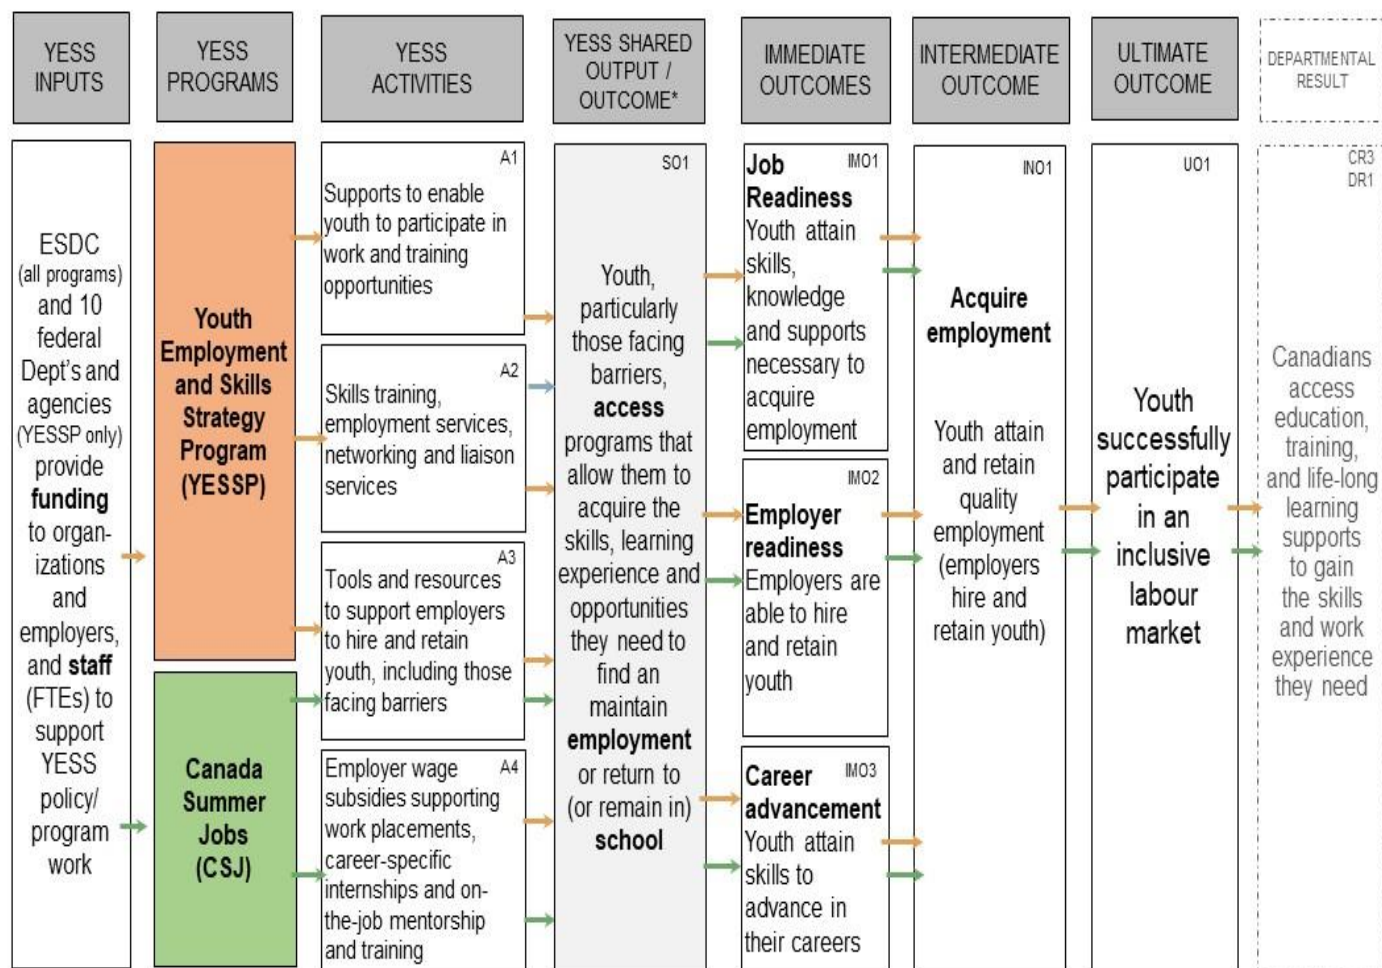 YESS
INPUTS
YESS
PROGRAMS
YESS
ACTIVITIES
YESS SHARED
OUTPUT /
OUTCOME*
IMMEDIATE
OUTCOMES
INTERMEDIATE
OUTCOME
ULTIMATE
OUTCOME
DEPARTMENTAL
RESULT
ESDC
(all programs)
and 10
federal
Dept's and
agencies
(YESSP only)
provide
funding
to organ-
izations
and
employers,
and staff
(FTEs) to
support
YESS
policy/
program
work
Youth
Employment
and Skills
Strategy
Program
(YESSP)
Canada
Summer
Jobs
(CSJ)
A1
Supports to enable
youth to participate in
work and training
opportunities
A2
Skills training,
employment services,
networking and liaison
services
A3
Tools and resources
to support employers
to hire and retain
youth, including those
facing barriers
Employer wage A4
subsidies supporting
work placements,
career-specific
internships and on-
the-job mentorship
and training
SO1
Youth,
particularly
those facing
barriers,
access
programs that
allow them to
acquire the
skills, learning
experience and
opportunities
they need to
find an
maintain
employment
or return to
(or remain in)
school
Job IMO1
Readiness
Youth attain
skills,
knowledge
and supports
necessary to
acquire
employment
IMO2
Employer
readiness
Employers are
able to hire
and retain
youth
Career IMO3
advancement
Youth attain
skills to
advance in
their careers
INO1
Acquire
employment
Youth attain
and retain
quality
employment
(employers
hire and
retain youth)
UO1
Youth
successfully
participate
in an
inclusive
labour
market
CR3
DR1
Canadians
access
education,
training,
and life-long
learning
supports
to gain
the skills
and work
experience
they need